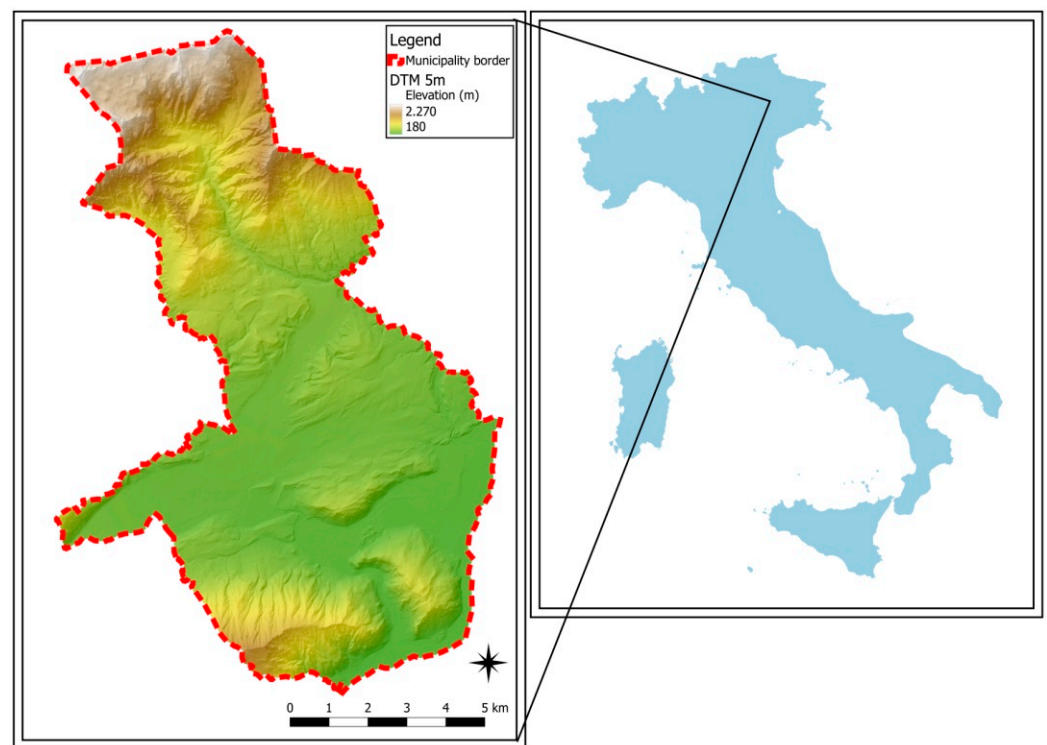 Legend
Municipality border
DTM 5m
Elevation (m)
2.270
180
0 1 2 3 4 5 km